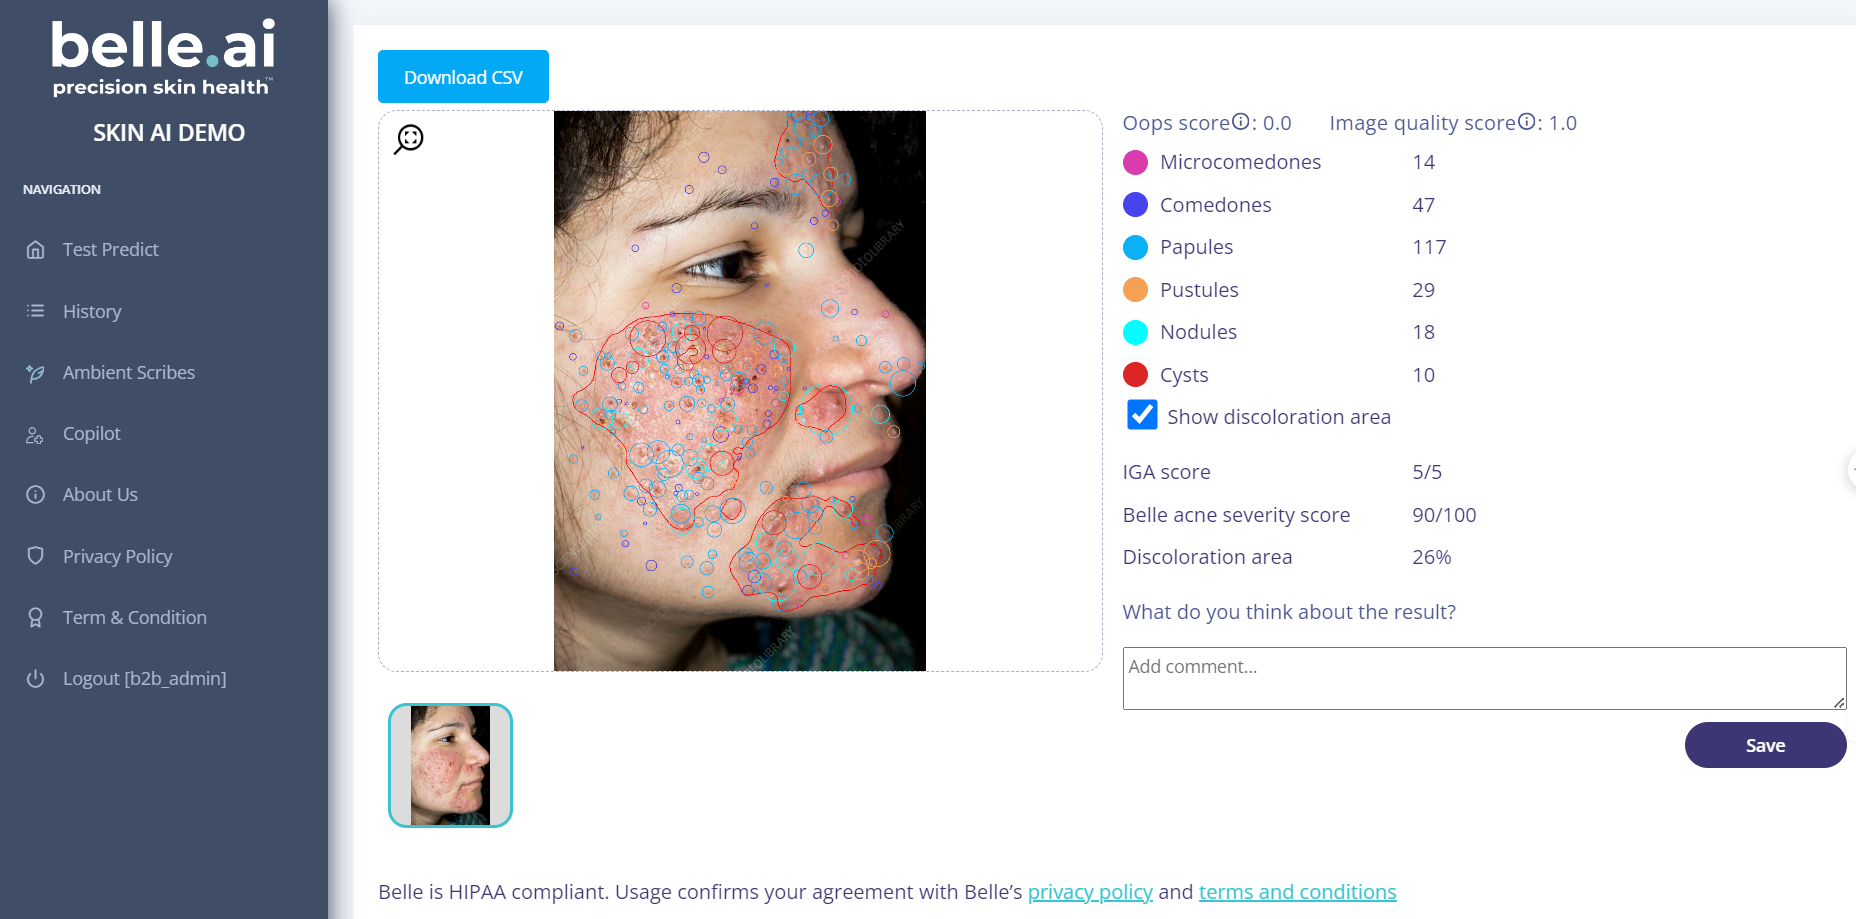 belle.ai
precision skin health™
SKIN AI DEMO
NAVIGATION
Test Predict
History
Ambient Scribes
Copilot
About Us
Privacy Policy
Term & Condition
Logout [b2b_admin]
Download CSV
Oops score: 0.0 Image quality score: 1.0
Microcomedones 14
Comedones 47
Papules 117
Pustules 29
Nodules 18
Cysts 10
Show discoloration area
IGA score 5/5
Belle acne severity score 90/100
Discoloration area 26%
What do you think about the result?
Add comment...
Save
Belle is HIPAA compliant. Usage confirms your agreement with Belle’s privacy policy and terms and conditions